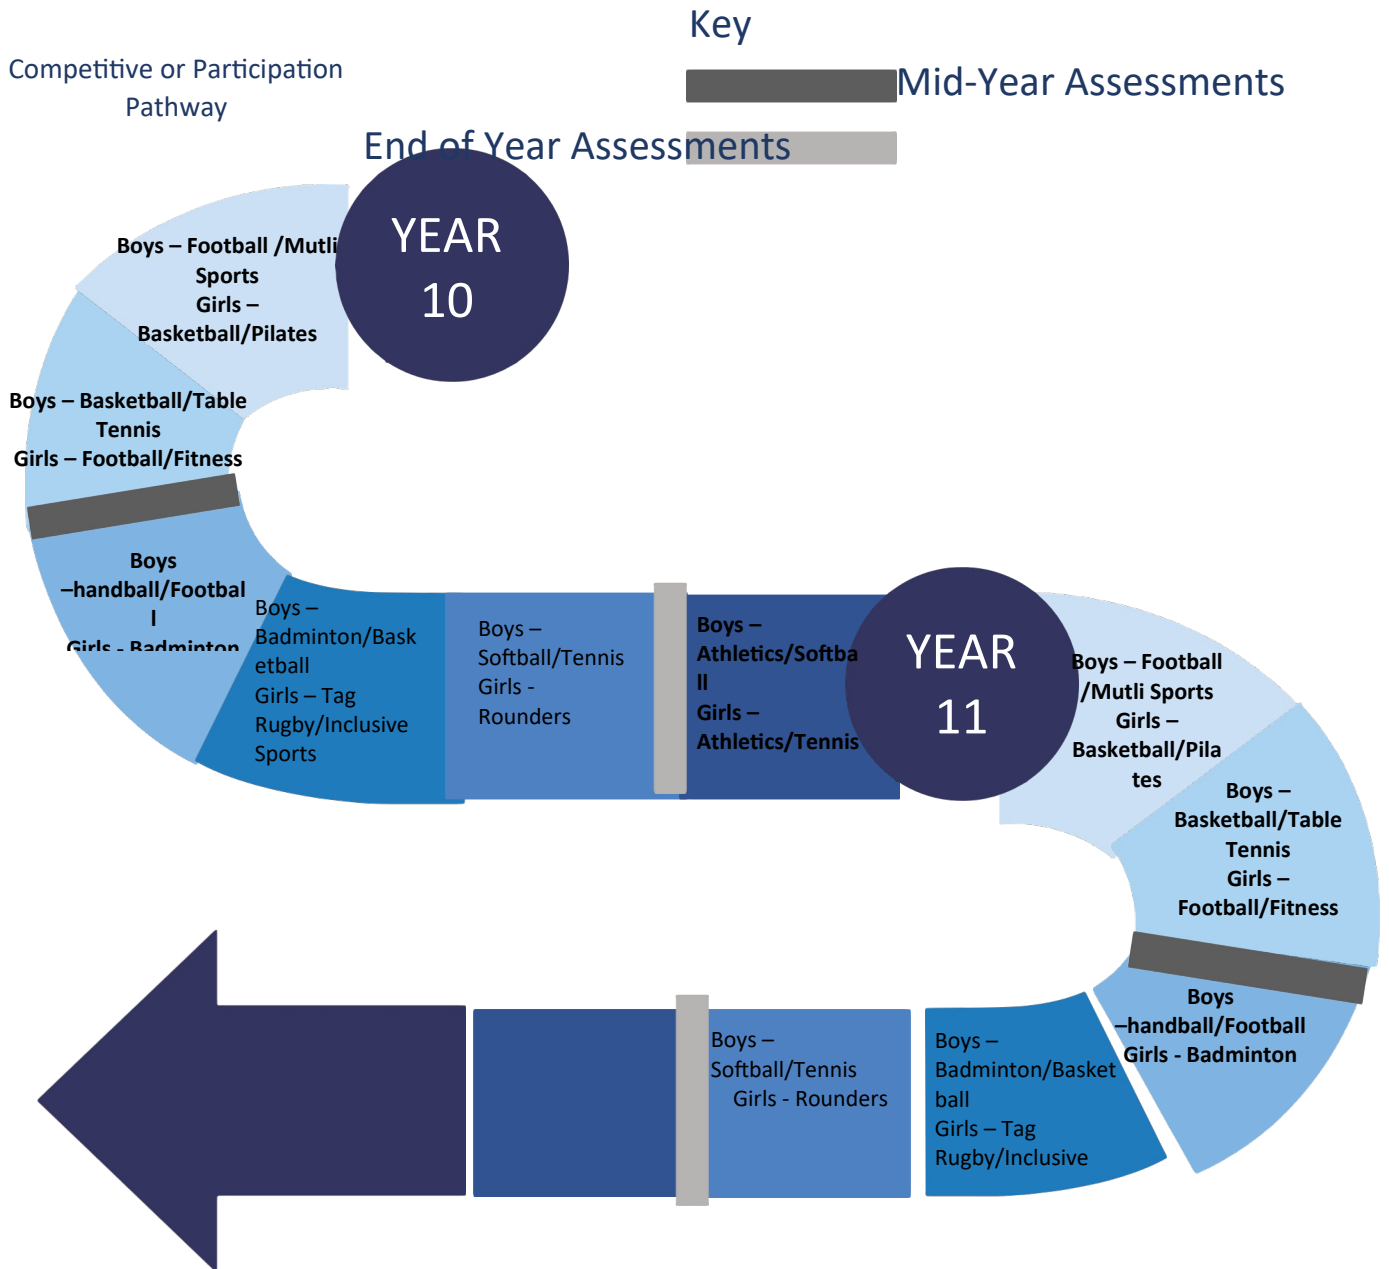 Key
Competitive or Participation
Pathway
Mid-Year Assessments
End of Year Assessments
YEAR
10
Boys – Football /Mutli
Sports
Girls –
Basketball/Pilates
Boys – Basketball/Table
Tennis
Girls – Football/Fitness
Boys
–handball/Footbal
l
Girls - Badminton
Boys –
Badminton/Bask
etball
Girls – Tag
Rugby/Inclusive
Sports
Boys –
Softball/Tennis
Girls -
Rounders
Boys –
Athletics/Softba
ll
Girls –
Athletics/Tennis
YEAR
11
Boys – Football
/Mutli Sports
Girls –
Basketball/Pila
tes
Boys –
Basketball/Table
Tennis
Girls –
Football/Fitness
Boys
–handball/Football
Girls - Badminton
Boys –
Badminton/Basket
ball
Girls – Tag
Rugby/Inclusive
Boys –
Softball/Tennis
Girls - Rounders